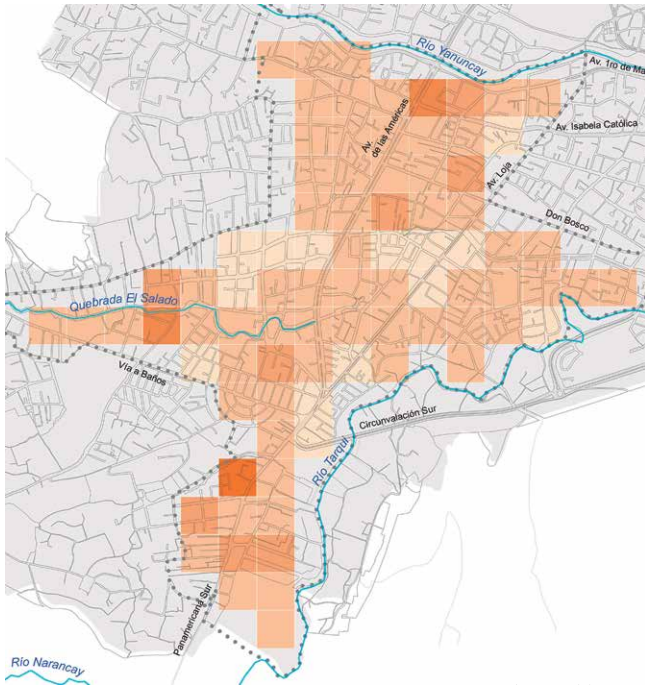 Río Yanuncay
Av. 1ro de Ma
Av.
de las Américas
Av. Isabela Católica
Av. Loja
Don Bosco
Quebrada El Salado
Vía a Baños
Circunvalación Sur
Río Tarqui
Panamericana Sur
Río Narancay